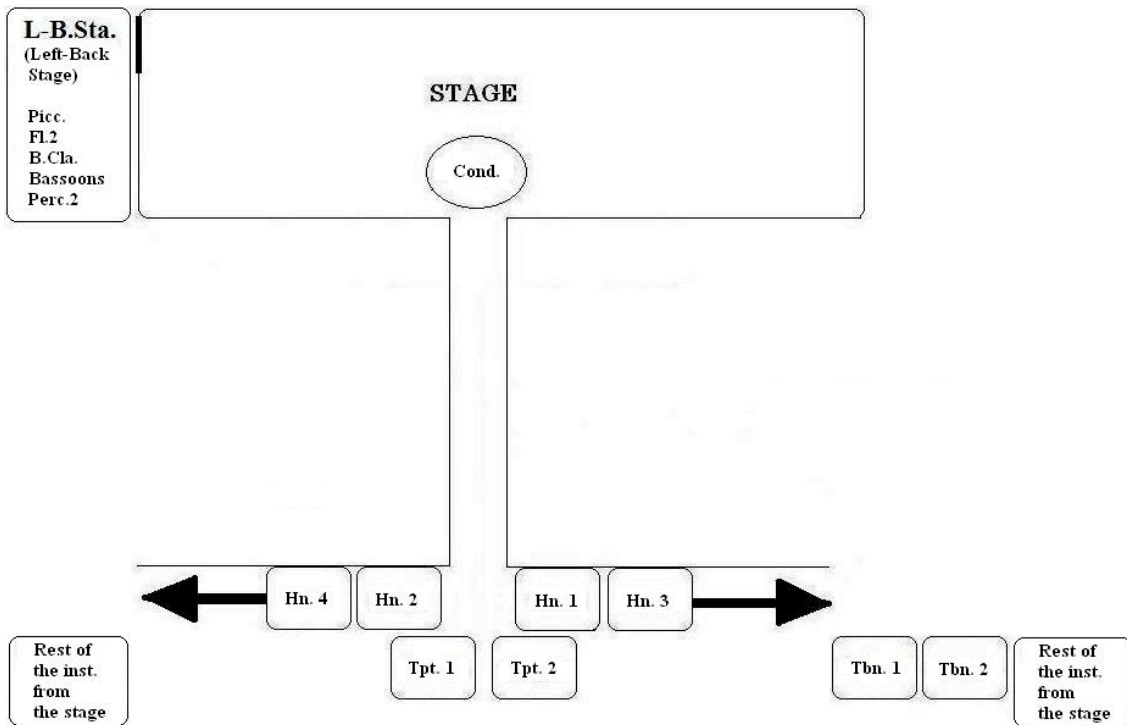 L-B.Sta.
(Left-Back
Stage)
Picc.
Fl.2
B.Cla.
Bassoons
Perc.2
STAGE
Cond.
Hn. 4
Hn. 2
Hn. 1
Hn. 3
Rest of
the inst.
from
the stage
Tpt. 1
Tpt. 2
Tbn. 1
Tbn. 2
Rest of
the inst.
from
the stage